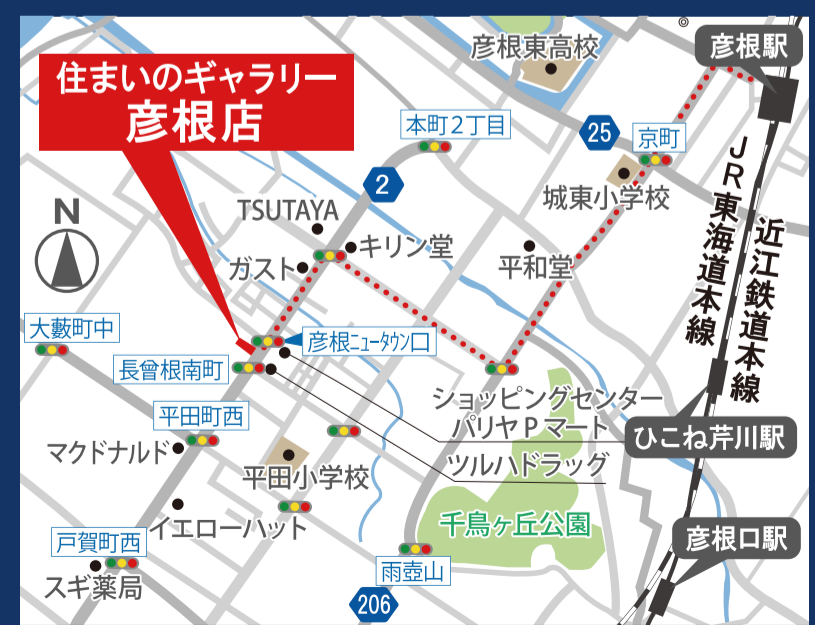 彦根東高校
彦根駅
住まいのギャラリー
彦根店
本町2丁目
25
京町
2
城東小学校
JR東海道本線
近江鉄道本線
N
TSUTAYA
キリン堂
ガスト
平和堂
大藪町中
彦根ニュータウン口
長曽根南町
ショッピングセンター
パリヤPマート
平田町西
ひこね芹川駅
マクドナルド
ツルハドラッグ
平田小学校
イエローハット
千鳥ヶ丘公園
戸賀町西
彦根口駅
スギ薬局
雨壺山
206